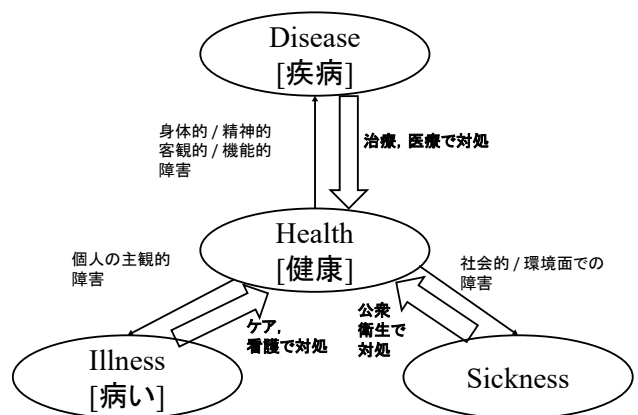 Disease
[疾病]
身体的 / 精神的
客観的 / 機能的
障害
治療, 医療で対処
Health
[健康]
個人の主観的
障害
社会的 / 環境面での
障害
ケア,
看護で対処
公衆
衛生で
対処
Illness
[病い]
Sickness